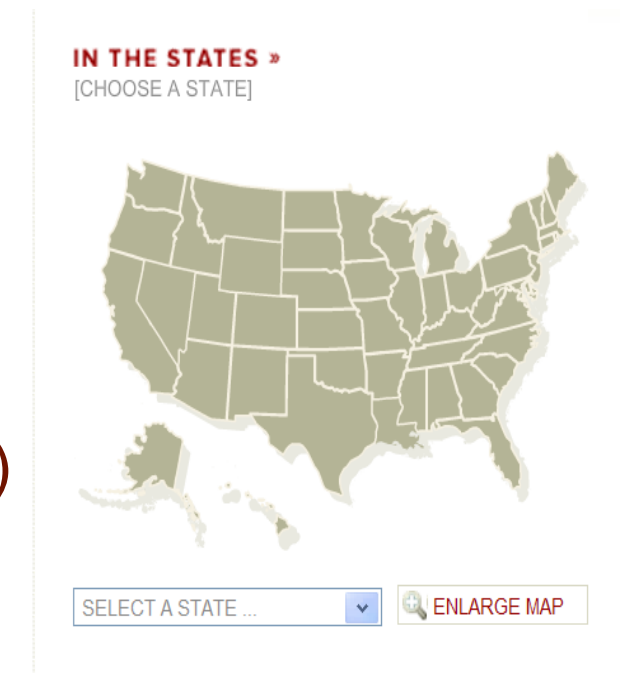 IN THE STATES »
[CHOOSE A STATE]
)
SELECT A STATE ...
ENLARGE MAP